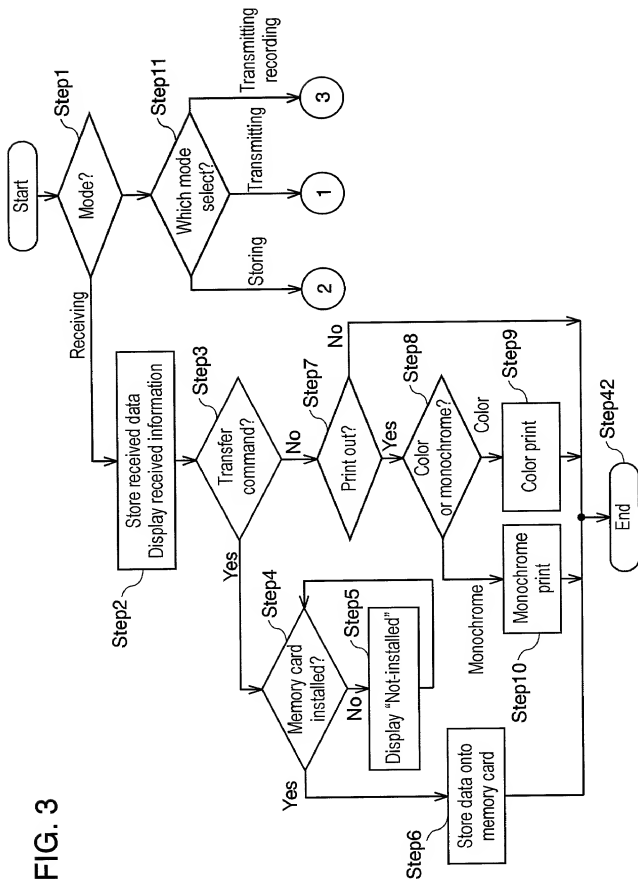 FIG. 3
Start
Step1
Mode?
Receiving
Step11
Which mode
select?
Storing
Transmitting
Transmitting
recording
2
1
3
Step2
Store received data
Display received information
Step3
Transfer
command?
Yes
No
Step4
Memory card
installed?
Yes
No
Step5
Display "Not-installed"
Step6
Store data onto
memory card
Step7
Print out?
No
Yes
Step8
Color
or monochrome?
Monochrome
Color
Step9
Color print
Step10
Monochrome
print
Step42
End